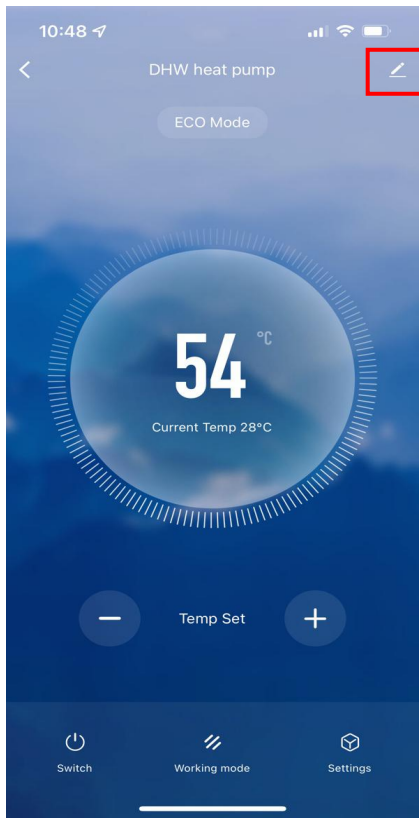 10:48
DHW heat pump
ECO Mode
54 °C
Current Temp 28°C
Temp Set
Switch Working mode Settings